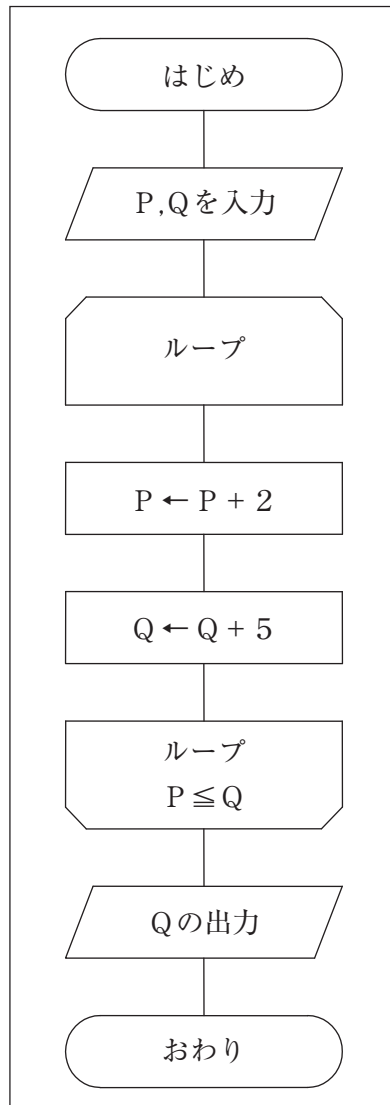 はじめ
P,Qを入力
ループ
P ← P + 2
Q ← Q + 5
ループ
P ≦ Q
Qの出力
おわり